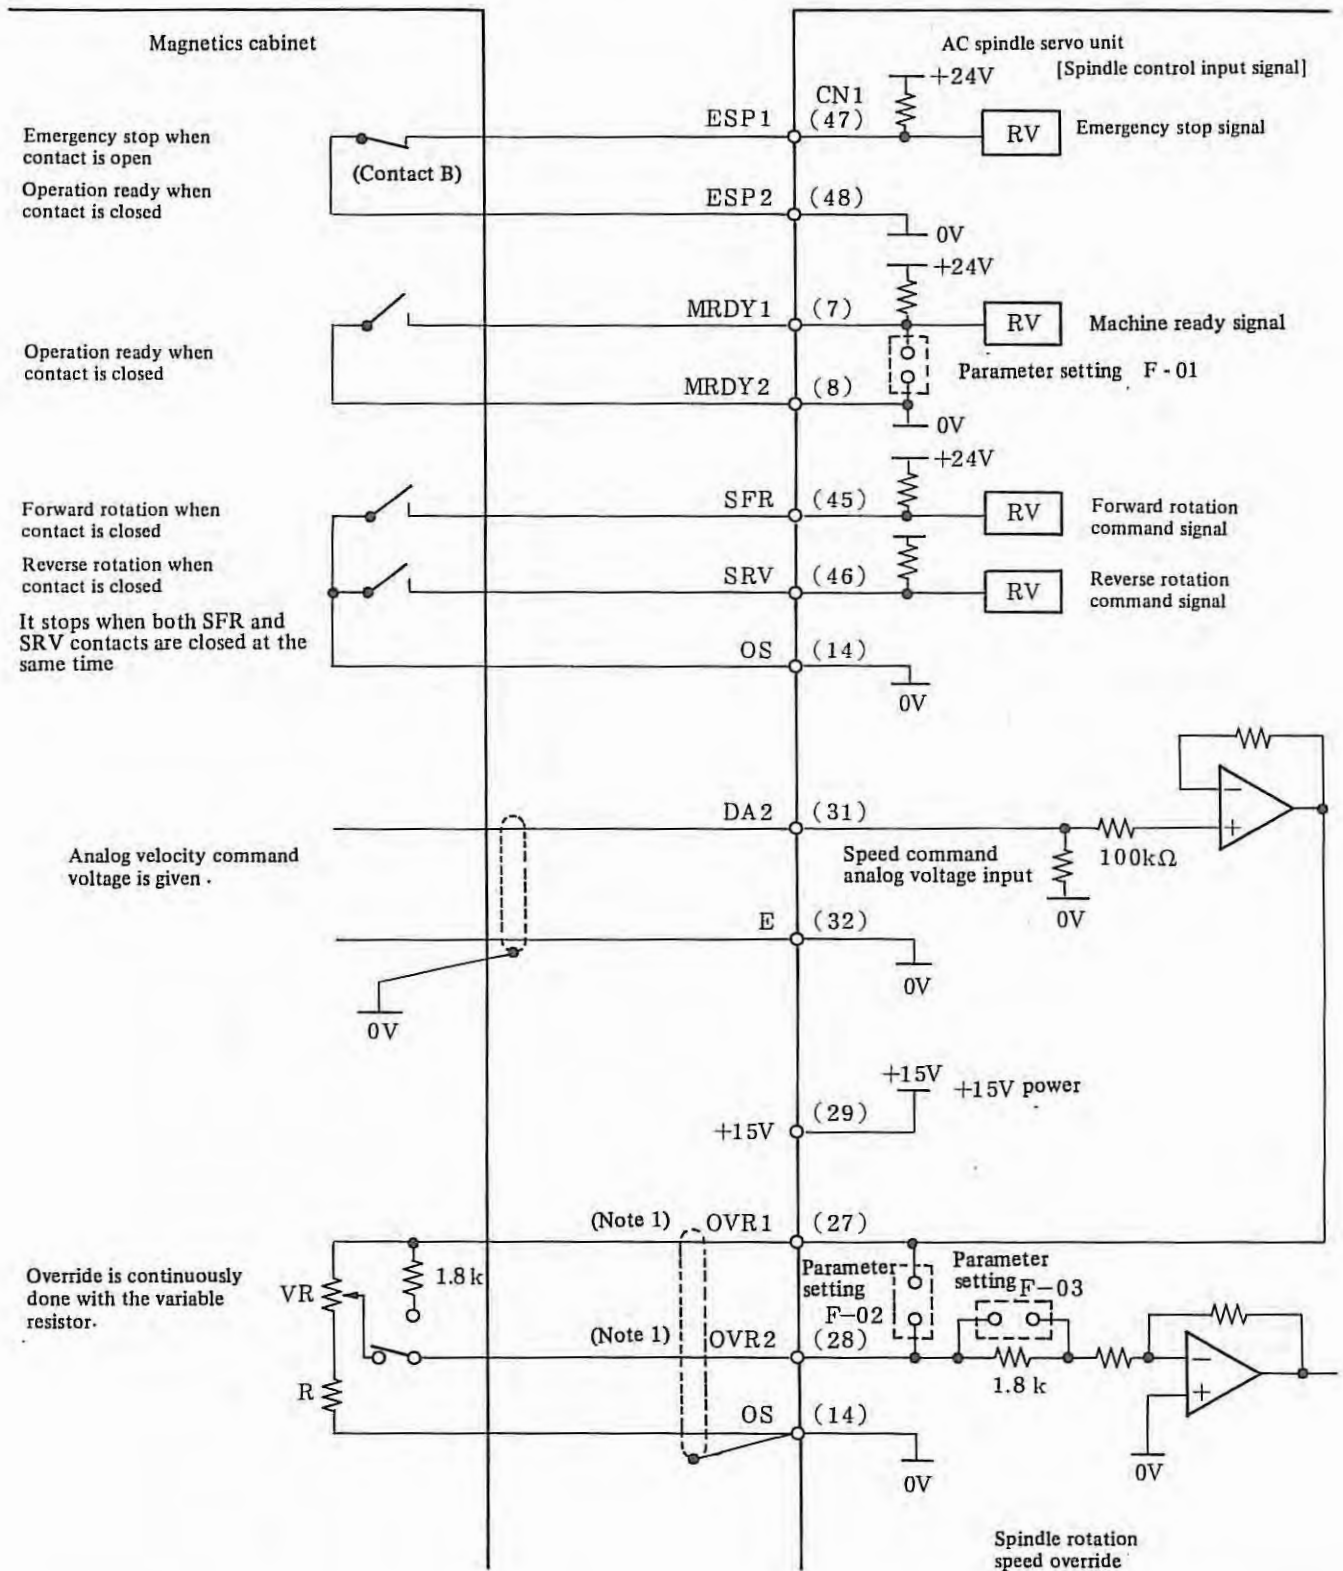 Magnetics cabinet
AC spindle servo unit
[Spindle control input signal]
+24V
CN1
ESP1
(47)
RV
Emergency stop signal
Emergency stop when
contact is open
(Contact B)
Operation ready when
contact is closed
ESP2
(48)
0V
+24V
MRDY1
(7)
RV
Machine ready signal
Operation ready when
contact is closed
Parameter setting F-01
MRDY2
(8)
0V
+24V
SFR
(45)
RV
Forward rotation
command signal
Forward rotation when
contact is closed
Reverse rotation when
contact is closed
SRV
(46)
RV
Reverse rotation
command signal
It stops when both SFR and
SRV contacts are closed at the
same time
OS
(14)
0V
DA2
(31)
−
+
100kΩ
Speed command
analog voltage input
0V
Analog velocity command
voltage is given.
E
(32)
0V
0V
+15V
+15V power
+15V
(29)
(Note 1)
OVR1
(27)
Parameter
setting
F-02
Parameter
setting
F-03
Override is continuously
done with the variable
resistor.
VR
1.8k
(Note 1)
OVR2
(28)
1.8k
−
+
R
OS
(14)
0V
0V
Spindle rotation
speed override